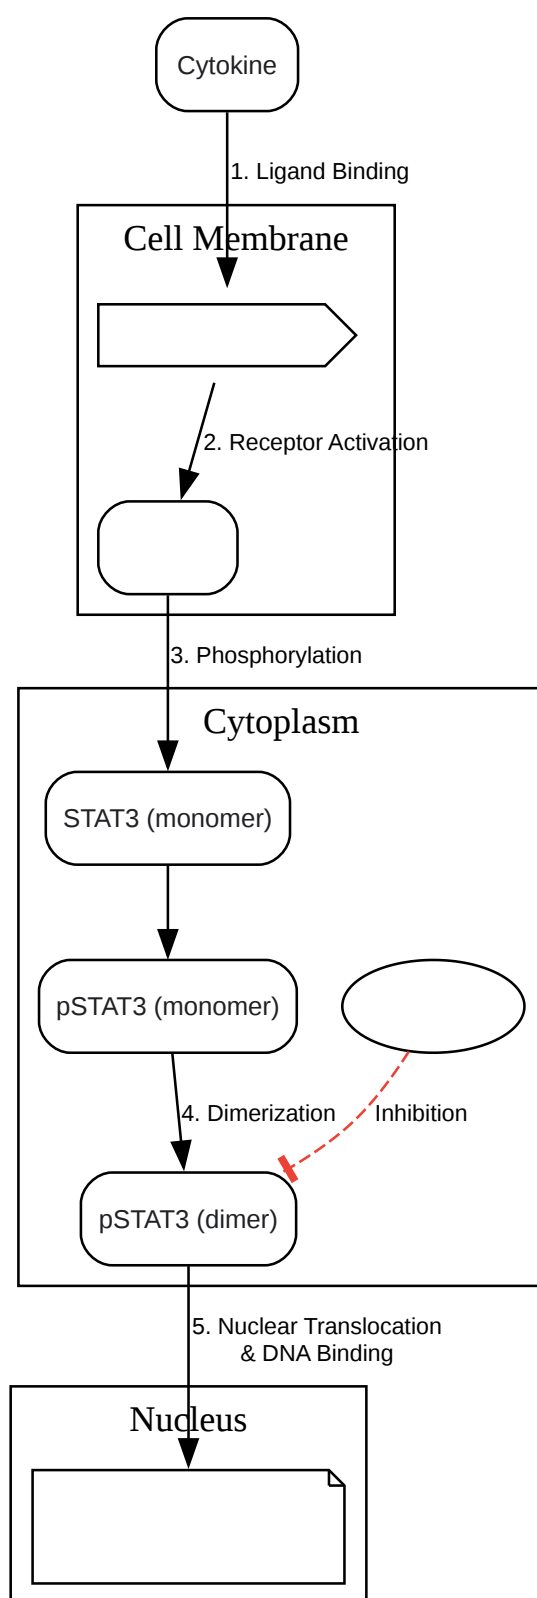 Cytokine
1. Ligand Binding
Cell Membrane
2. Receptor Activation
3. Phosphorylation
Cytoplasm
STAT3 (monomer)
pSTAT3 (monomer)
4. Dimerization
Inhibition
pSTAT3 (dimer)
5. Nuclear Translocation
& DNA Binding
Nucleus